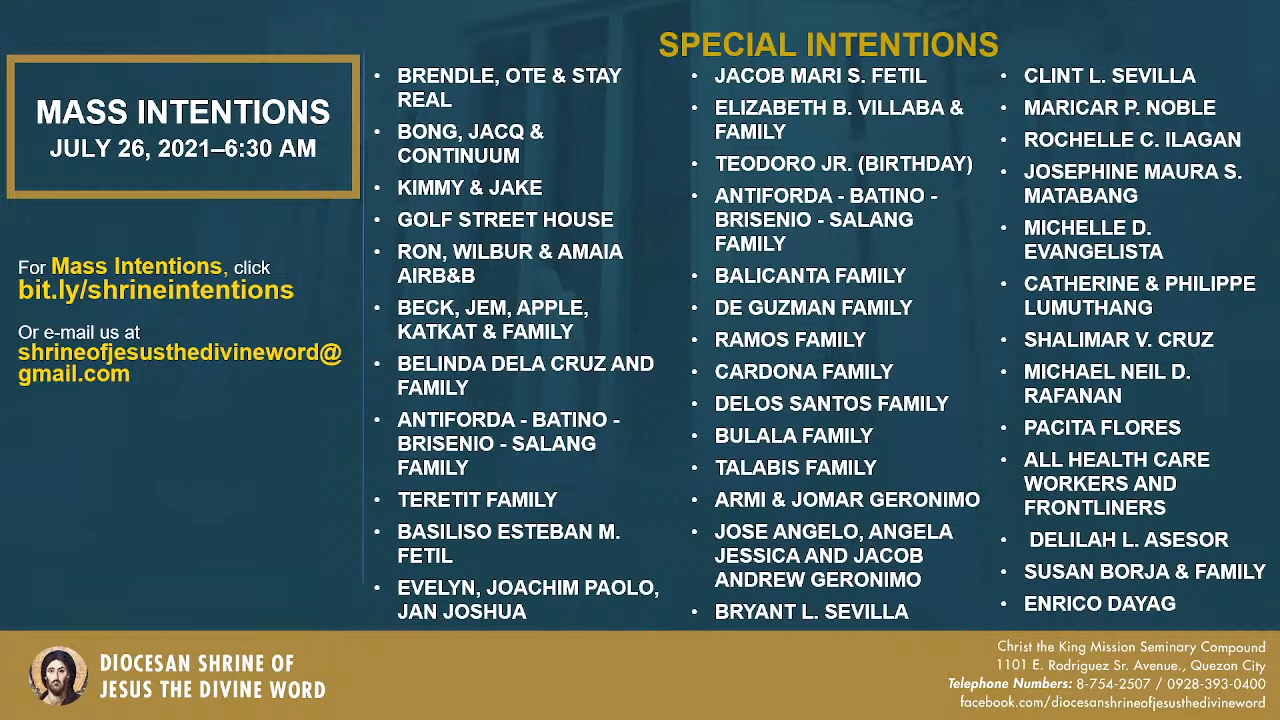 MASS INTENTIONS
JULY 26, 2021–6:30 AM
For Mass Intentions, click
bit.ly/shrineintentions
Or e-mail us at
shrineofjesusthedivineword@
gmail.com
SPECIAL INTENTIONS
• BRENDLE, OTE & STAY
REAL
• BONG, JACQ &
CONTINUUM
• KIMMY & JAKE
• GOLF STREET HOUSE
• RON, WILBUR & AMAIA
AIRB&B
• BECK, JEM, APPLE,
KATKAT & FAMILY
• BELINDA DELA CRUZ AND
FAMILY
• ANTIFORDA - BATINO -
BRISENIO - SALANG
FAMILY
• TERETIT FAMILY
• BASILISO ESTEBAN M.
FETIL
• EVELYN, JOACHIM PAOLO,
JAN JOSHUA
• JACOB MARI S. FETIL
• ELIZABETH B. VILLABA &
FAMILY
• TEODORO JR. (BIRTHDAY)
• ANTIFORDA - BATINO -
BRISENIO - SALANG
FAMILY
• BALICANTA FAMILY
• DE GUZMAN FAMILY
• RAMOS FAMILY
• CARDONA FAMILY
• DELOS SANTOS FAMILY
• BULALA FAMILY
• TALABIS FAMILY
• ARMI & JOMAR GERONIMO
• JOSE ANGELO, ANGELA
JESSICA AND JACOB
ANDREW GERONIMO
• BRYANT L. SEVILLA
• CLINT L. SEVILLA
• MARICAR P. NOBLE
• ROCHELLE C. ILAGAN
• JOSEPHINE MAURA S.
MATABANG
• MICHELLE D.
EVANGELISTA
• CATHERINE & PHILIPPE
LUMUTHANG
• SHALIMAR V. CRUZ
• MICHAEL NEIL D.
RAFANAN
• PACITA FLORES
• ALL HEALTH CARE
WORKERS AND
FRONTLINERS
• DELILAH L. ASESOR
• SUSAN BORJA & FAMILY
• ENRICO DAYAG
DIOCESAN SHRINE OF
JESUS THE DIVINE WORD
Christ the King Mission Seminary Compound
1101 E. Rodriguez Sr. Avenue., Quezon City
Telephone Numbers: 8-754-2507 / 0928-393-0400
facebook.com/diocesanshrineofjesusthedivineword